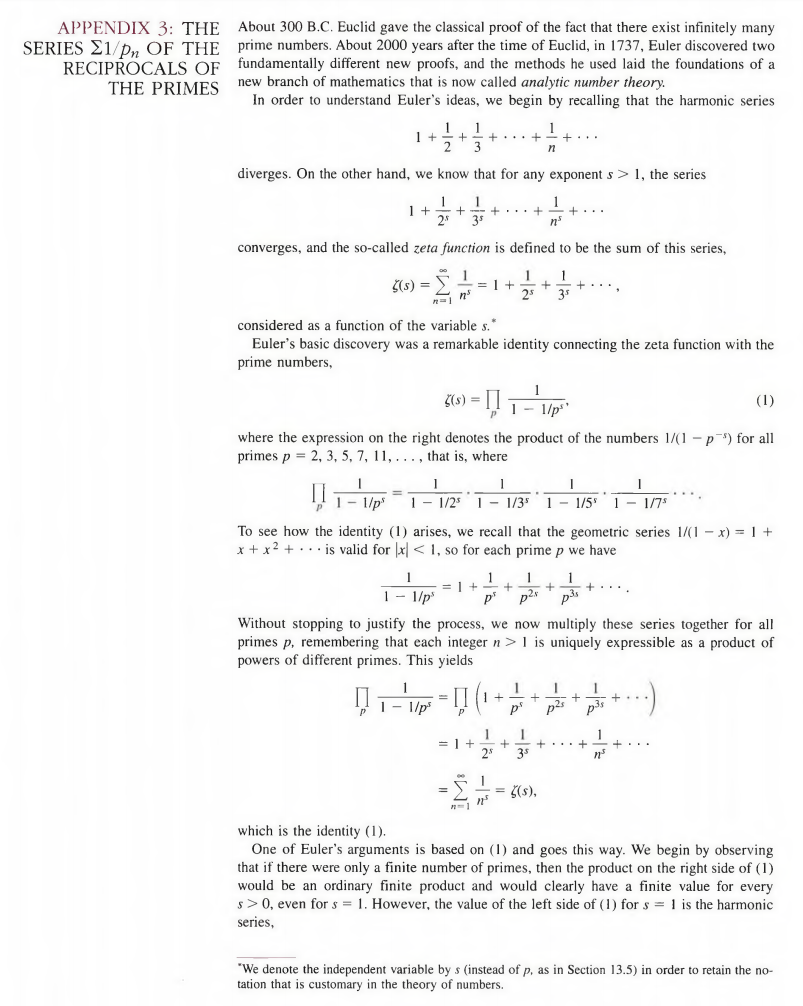 APPENDIX 3: THE
SERIES Σ1/pₙ OF THE
RECIPROCALS OF
THE PRIMES
About 300 B.C. Euclid gave the classical proof of the fact that there exist infinitely many
prime numbers. About 2000 years after the time of Euclid, in 1737, Euler discovered two
fundamentally different new proofs, and the methods he used laid the foundations of a
new branch of mathematics that is now called analytic number theory.
In order to understand Euler's ideas, we begin by recalling that the harmonic series
1 + 1/2 + 1/3 + · · · + 1/n + · · ·
diverges. On the other hand, we know that for any exponent s > 1, the series
1 + 1/2ˢ + 1/3ˢ + · · · + 1/nˢ + · · ·
converges, and the so-called zeta function is defined to be the sum of this series,
ζ(s) = ∑_{n=1}^{∞} 1/nˢ = 1 + 1/2ˢ + 1/3ˢ + · · · ,
considered as a function of the variable s.*
Euler's basic discovery was a remarkable identity connecting the zeta function with the
prime numbers,
ζ(s) = ∏_p 1/(1 − 1/pˢ), (1)
where the expression on the right denotes the product of the numbers 1/(1 − p⁻ˢ) for all
primes p = 2, 3, 5, 7, 11, . . . , that is, where
∏_p 1/(1 − 1/pˢ) = 1/(1 − 1/2ˢ) · 1/(1 − 1/3ˢ) · 1/(1 − 1/5ˢ) · 1/(1 − 1/7ˢ) · · · .
To see how the identity (1) arises, we recall that the geometric series 1/(1 − x) = 1 +
x + x² + · · · is valid for |x| < 1, so for each prime p we have
1/(1 − 1/pˢ) = 1 + 1/pˢ + 1/p²ˢ + 1/p³ˢ + · · · .
Without stopping to justify the process, we now multiply these series together for all
primes p, remembering that each integer n > 1 is uniquely expressible as a product of
powers of different primes. This yields
∏_p 1/(1 − 1/pˢ) = ∏_p (1 + 1/pˢ + 1/p²ˢ + 1/p³ˢ + · · ·)
= 1 + 1/2ˢ + 1/3ˢ + · · · + 1/nˢ + · · ·
= ∑_{n=1}^{∞} 1/nˢ = ζ(s),
which is the identity (1).
One of Euler's arguments is based on (1) and goes this way. We begin by observing
that if there were only a finite number of primes, then the product on the right side of (1)
would be an ordinary finite product and would clearly have a finite value for every
s > 0, even for s = 1. However, the value of the left side of (1) for s = 1 is the harmonic
series,
*We denote the independent variable by s (instead of p, as in Section 13.5) in order to retain the no-
tation that is customary in the theory of numbers.